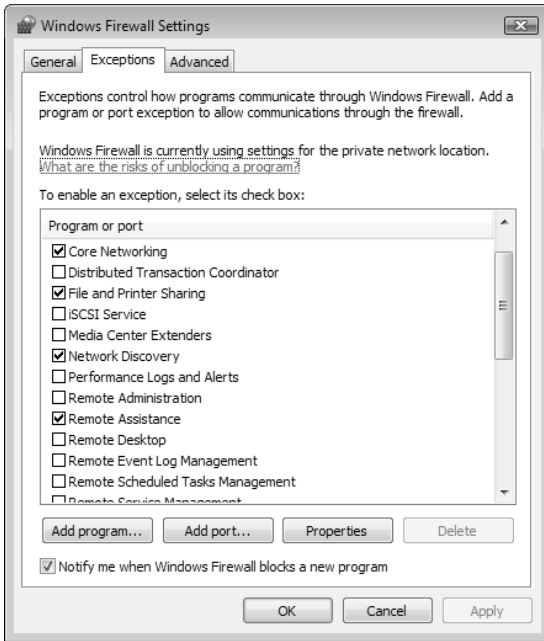 Windows Firewall Settings
General Exceptions Advanced
Exceptions control how programs communicate through Windows Firewall. Add a
program or port exception to allow communications through the firewall.
Windows Firewall is currently using settings for the private network location.
What are the risks of unblocking a program?
To enable an exception, select its check box:
Program or port
Core Networking
Distributed Transaction Coordinator
File and Printer Sharing
iSCSI Service
Media Center Extenders
Network Discovery
Performance Logs and Alerts
Remote Administration
Remote Assistance
Remote Desktop
Remote Event Log Management
Remote Scheduled Tasks Management
Remote Service Management
Add program... Add port... Properties Delete
Notify me when Windows Firewall blocks a new program
OK Cancel Apply